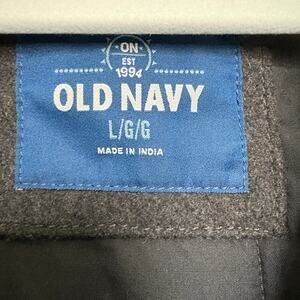 ON
EST
1994
OLD NAVY
L/G/G
MADE IN INDIA